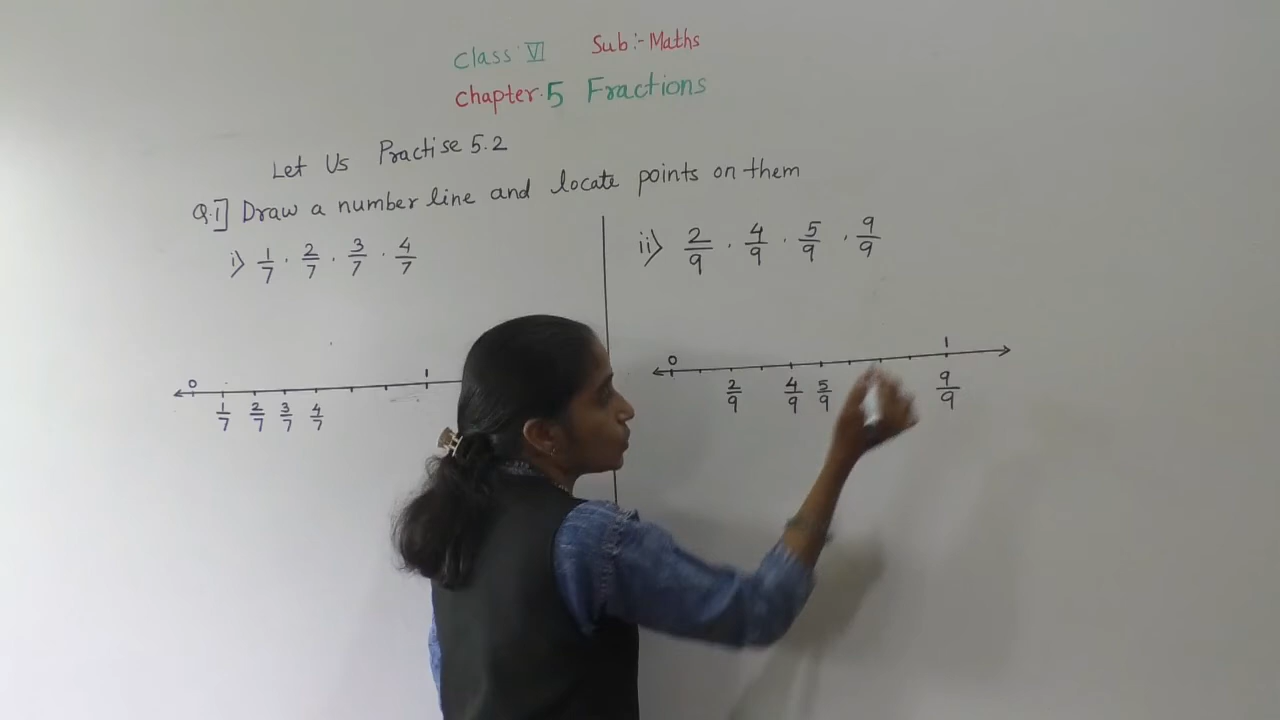 Class VI Sub:- Maths
Chapter.5 Fractions
Let Us Practise 5.2
Q.1] Draw a number line and locate points on them
i) 1/7 . 2/7 . 3/7 . 4/7
ii) 2/9 . 4/9 . 5/9 . 9/9
0 1
1/7 2/7 3/7 4/7
0 1
2/9 4/9 5/9 9/9